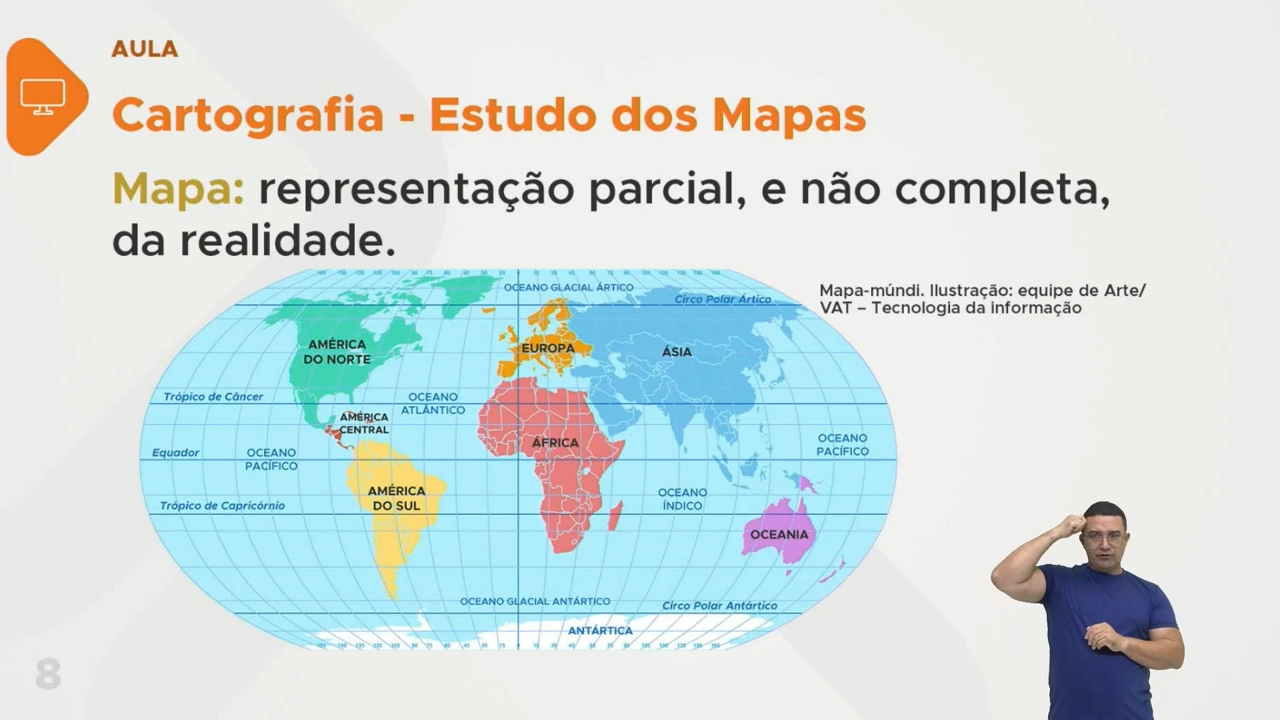 AULA
Cartografia - Estudo dos Mapas
Mapa: representação parcial, e não completa,
da realidade.
Mapa-múndi. Ilustração: equipe de Arte/
VAT – Tecnologia da informação
OCEANO GLACIAL ÁRTICO
Circo Polar Ártico
AMÉRICA
DO NORTE
EUROPA
ÁSIA
Trópico de Câncer
OCEANO
ATLÂNTICO
AMÉRICA
CENTRAL
ÁFRICA
OCEANO
PACÍFICO
Equador
OCEANO
PACÍFICO
AMÉRICA
DO SUL
OCEANO
ÍNDICO
Trópico de Capricórnio
OCEANIA
OCEANO GLACIAL ANTÁRTICO
Circo Polar Antártico
ANTÁRTICA
8